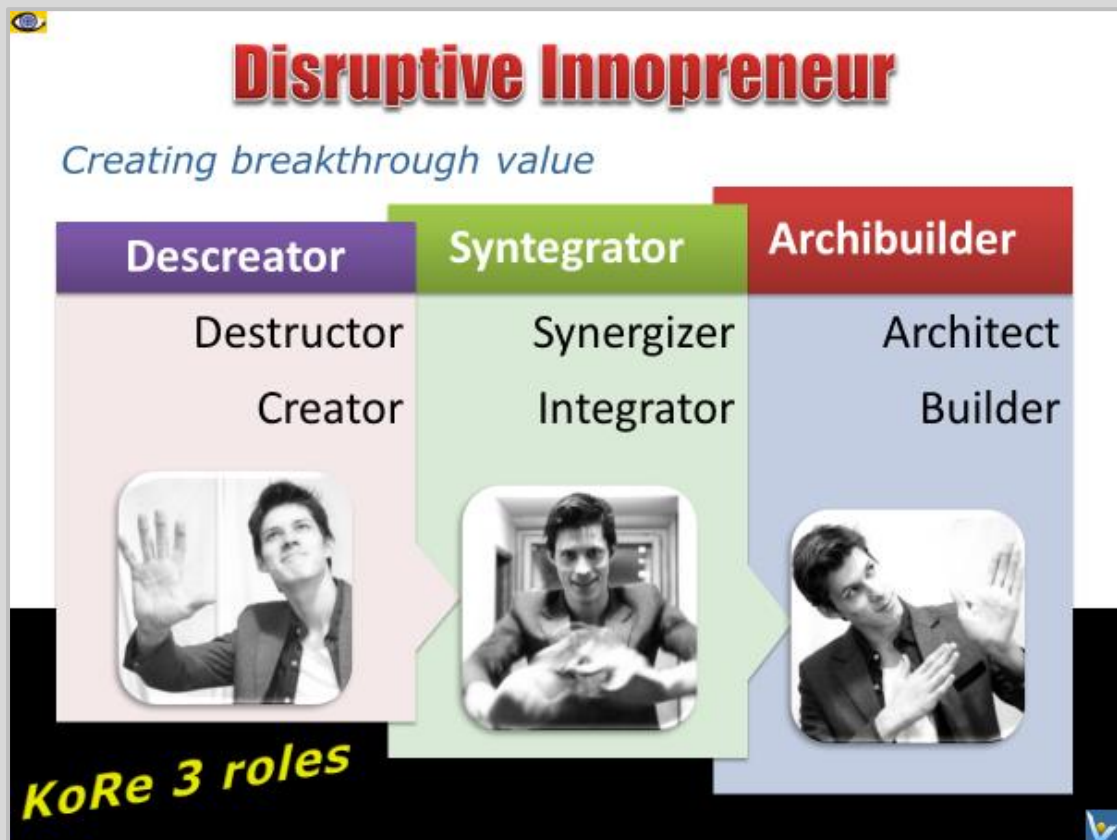 Disruptive Innopreneur
Creating breakthrough value
Descreator
Destructor
Creator
Syntegrator
Synergizer
Integrator
Archibuilder
Architect
Builder
KoRe 3 roles